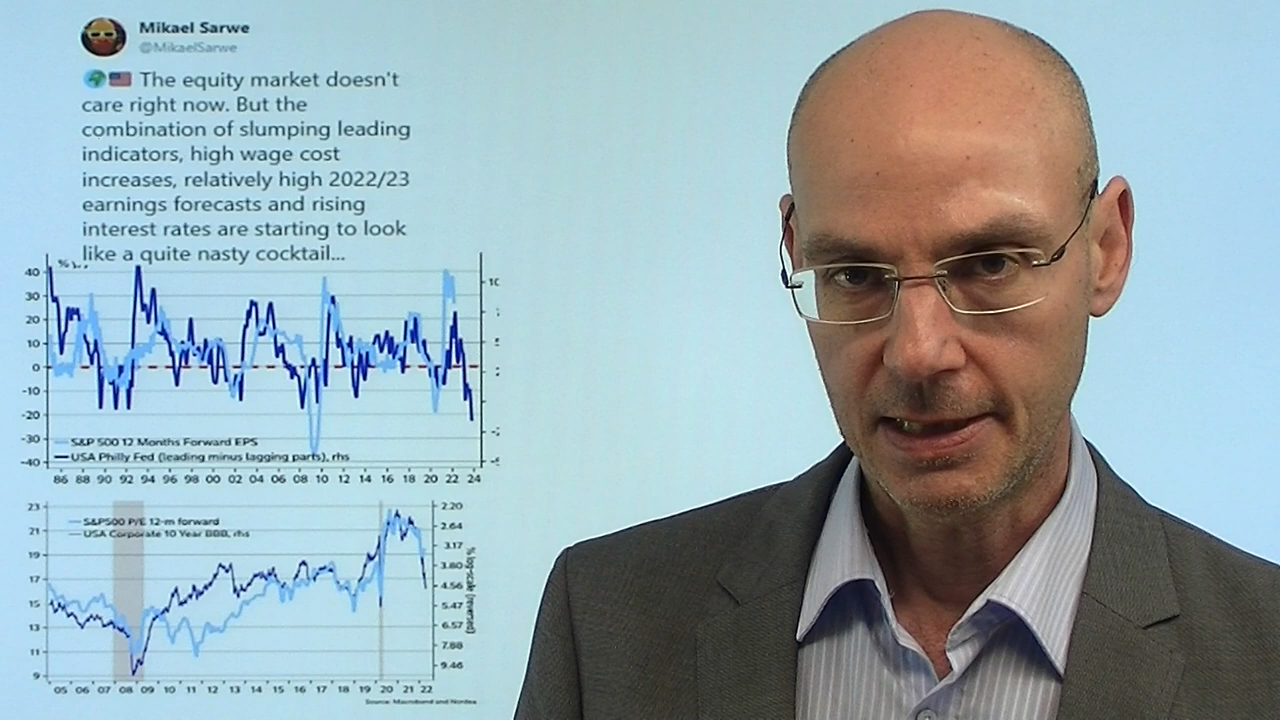 Mikael Sarwe
@MikaelSarwe
The equity market doesn't
care right now. But the
combination of slumping leading
indicators, high wage cost
increases, relatively high 2022/23
earnings forecasts and rising
interest rates are starting to look
like a quite nasty cocktail...
40
30
20
10
0
-10
-20
-30
-40
S&P 500 12 Months Forward EPS
USA Philly Fed (leading minus lagging parts), rhs
86 88 90 92 94 96 98 00 02 04 06 08 10 12 14 16 18 20 22 24
23
21
19
17
15
13
11
9
S&P500 P/E 12-m forward
USA Corporate 10 Year BBB, rhs
2.20
2.64
3.17
3.80
4.56
5.47
6.57
7.88
9.46
% log-scale (reversed)
05 06 07 08 09 10 11 12 13 14 15 16 17 18 19 20 21 22
Source: Macrobond and Nordea